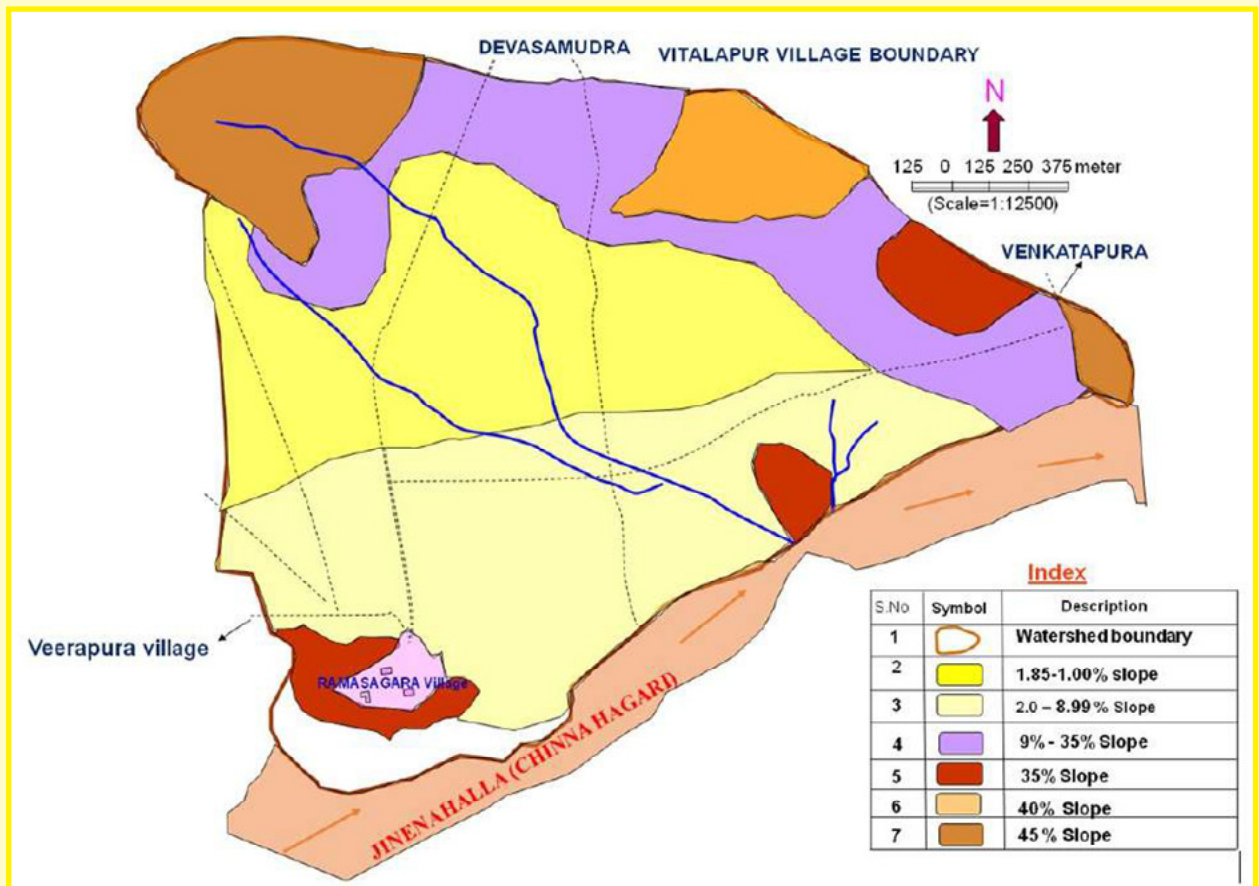 DEVASAMUDRA
VITALAPUR VILLAGE BOUNDARY
N
125 0 125 250 375 meter
(Scale=1:12500)
VENKATAPURA
Veerapura village
RAMASAGARA Village
JINENAHALLA (CHINNA HAGARI)
Index
S.No Symbol Description
1 Watershed boundary
2 1.85-1.00% slope
3 2.0 – 8.99 % Slope
4 9% - 35% Slope
5 35% Slope
6 40% Slope
7 45% Slope